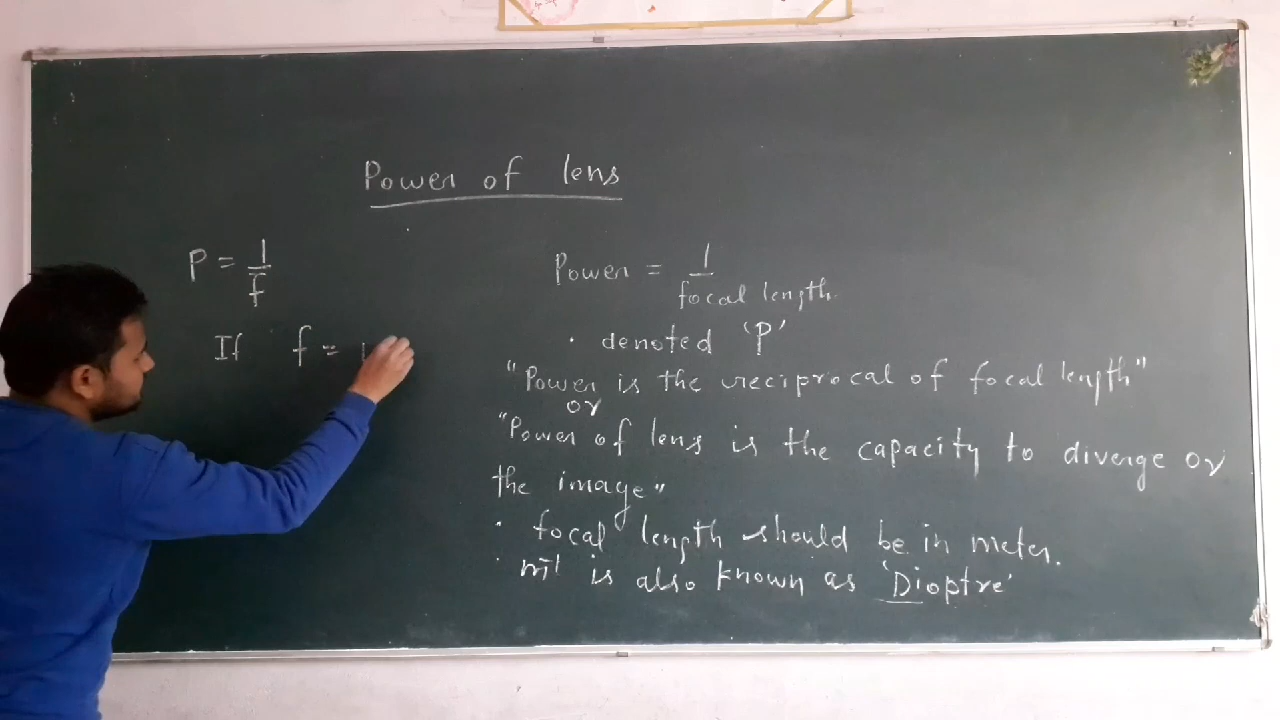 Power of lens
P = 1/f
If f = 1
Power = 1/focal length
· denoted 'P'
"Power is the reciprocal of focal length"
or
"Power of lens is the capacity to diverge or
the image"
· focal length should be in meter.
· m⁻¹ is also known as 'Dioptre'